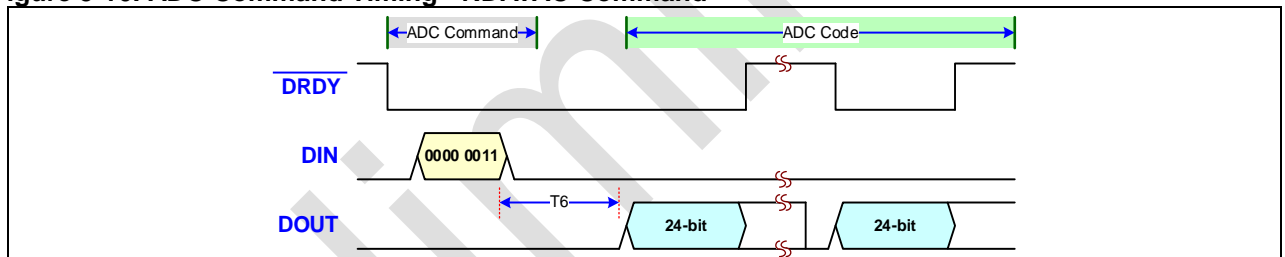 ADC Command ADC Code
DRDY
DIN 0000 0011
T6
DOUT 24-bit 24-bit